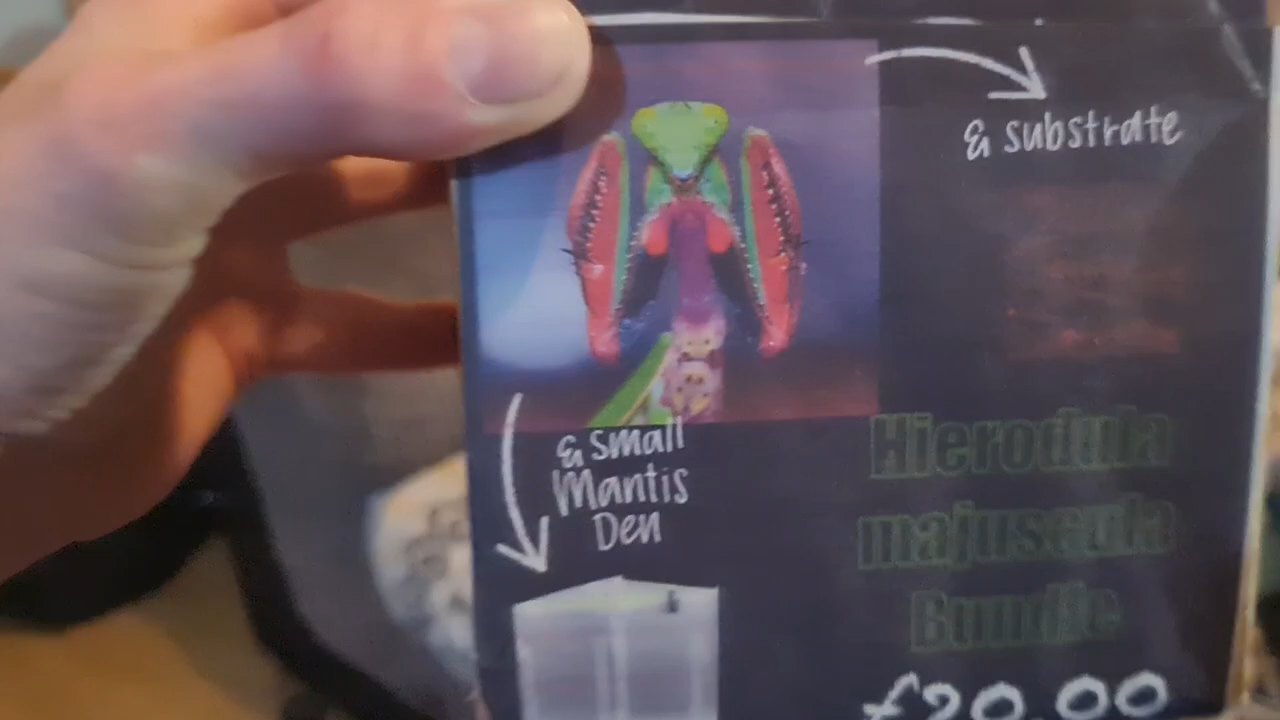 & substrate
& small
Mantis
Den
Hierodula
majuscula
Bundle
£20.00